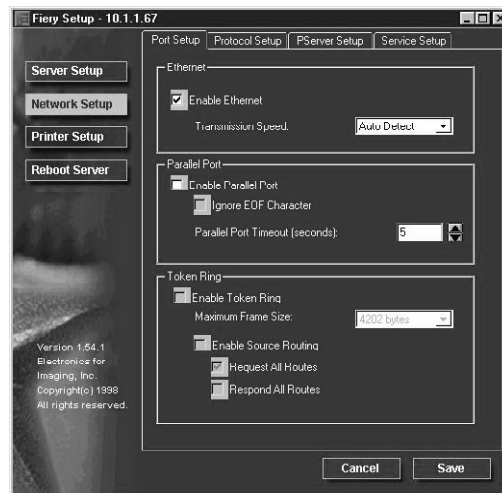 Fiery Setup - 10.1.1.67
Port Setup Protocol Setup PServer Setup Service Setup
Server Setup
Network Setup
Printer Setup
Reboot Server
Ethernet
Enable Ethernet
Transmission Speed: Auto Detect
Parallel Port
Enable Parallel Port
Ignore EOF Character
Parallel Port Timeout (seconds): 5
Token Ring
Enable Token Ring
Maximum Frame Size: 4202 bytes
Enable Source Routing
Request All Routes
Respond All Routes
Version 1.54.1
Electronics for
Imaging, Inc.
Copyright(c) 1998
All rights reserved.
Cancel Save